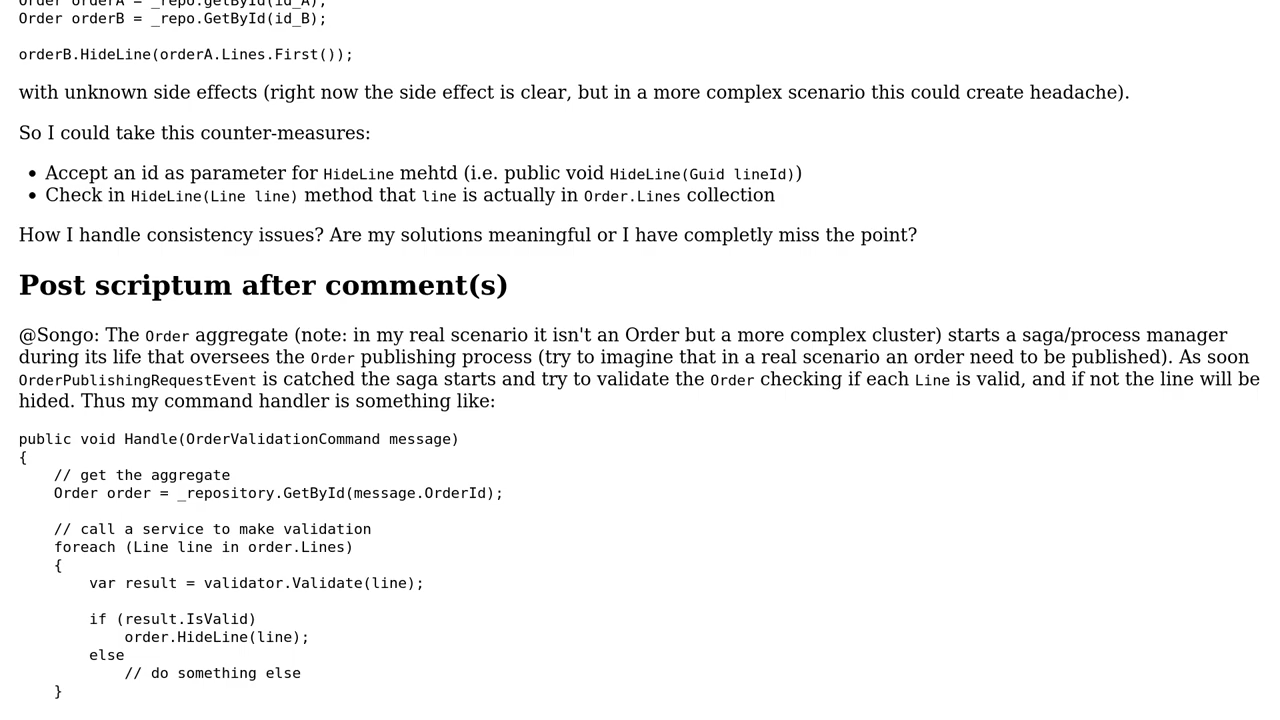 Order orderA = _repo.GetById(id_A);
Order orderB = _repo.GetById(id_B);
orderB.HideLine(orderA.Lines.First());
with unknown side effects (right now the side effect is clear, but in a more complex scenario this could create headache).
So I could take this counter-measures:
• Accept an id as parameter for HideLine mehtd (i.e. public void HideLine(Guid lineId))
• Check in HideLine(Line line) method that line is actually in Order.Lines collection
How I handle consistency issues? Are my solutions meaningful or I have completly miss the point?
Post scriptum after comment(s)
@Songo: The Order aggregate (note: in my real scenario it isn't an Order but a more complex cluster) starts a saga/process manager
during its life that oversees the Order publishing process (try to imagine that in a real scenario an order need to be published). As soon
OrderPublishingRequestEvent is catched the saga starts and try to validate the Order checking if each Line is valid, and if not the line will be
hided. Thus my command handler is something like:
public void Handle(OrderValidationCommand message)
{
    // get the aggregate
    Order order = _repository.GetById(message.OrderId);
    // call a service to make validation
    foreach (Line line in order.Lines)
    {
        var result = validator.Validate(line);
        if (result.IsValid)
            order.HideLine(line);
        else
            // do something else
    }